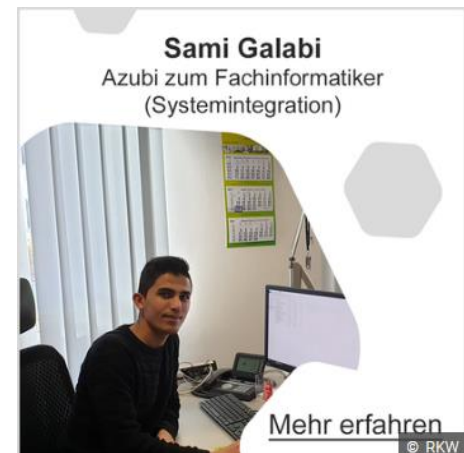 Sami Galabi
Azubi zum Fachinformatiker
(Systemintegration)
Mehr erfahren
© RKW